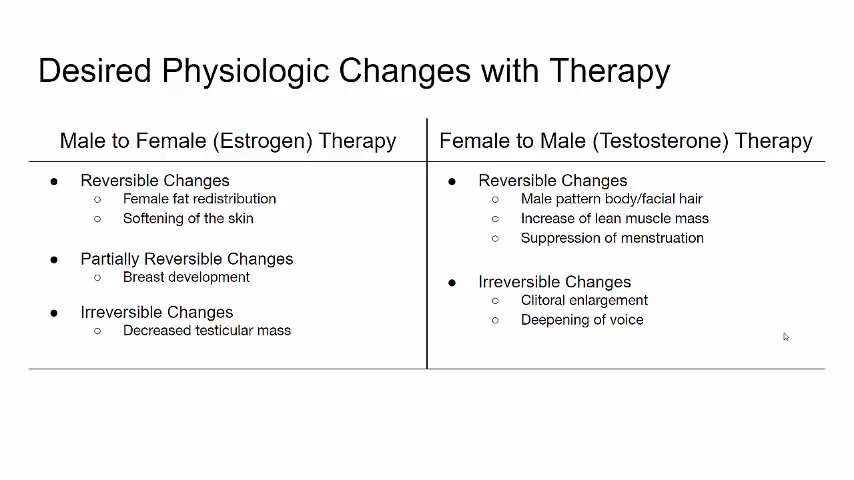 Desired Physiologic Changes with Therapy
Male to Female (Estrogen) Therapy
● Reversible Changes
○ Female fat redistribution
○ Softening of the skin
● Partially Reversible Changes
○ Breast development
● Irreversible Changes
○ Decreased testicular mass
Female to Male (Testosterone) Therapy
● Reversible Changes
○ Male pattern body/facial hair
○ Increase of lean muscle mass
○ Suppression of menstruation
● Irreversible Changes
○ Clitoral enlargement
○ Deepening of voice